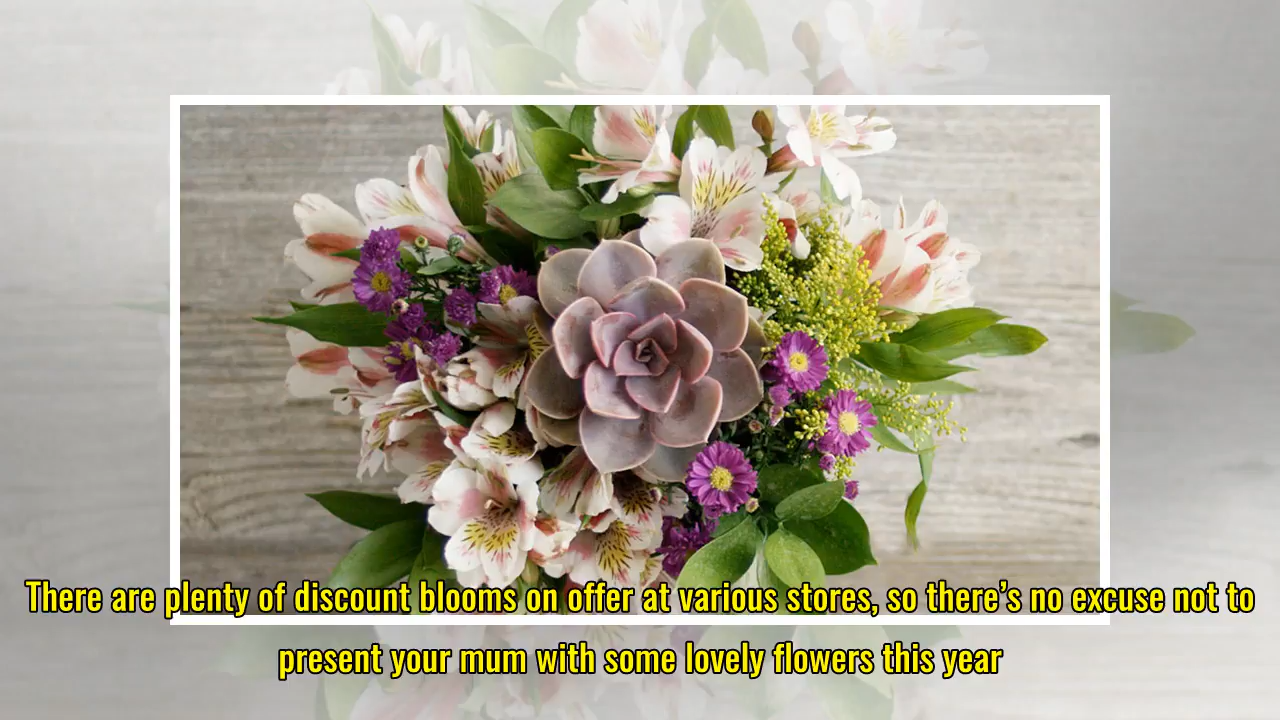 There are plenty of discount blooms on offer at various stores, so there’s no excuse not to
present your mum with some lovely flowers this year